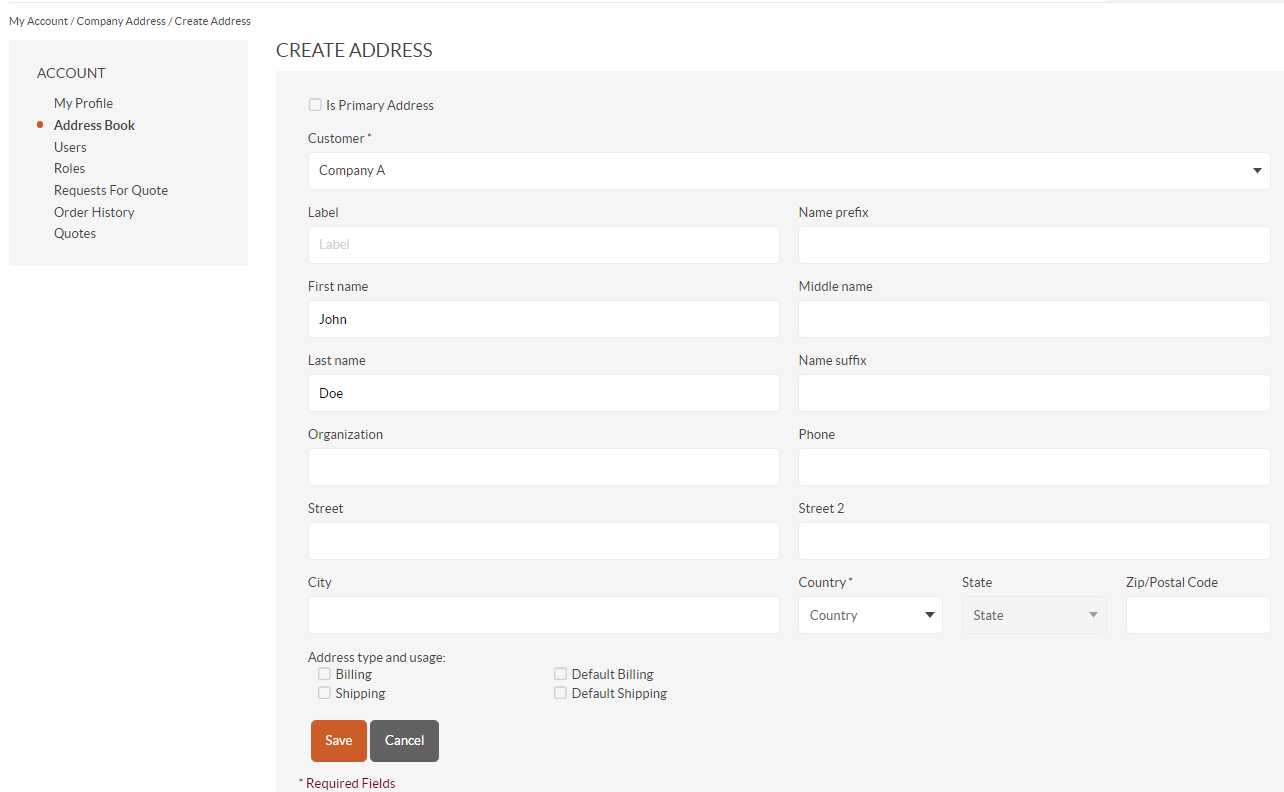 My Account / Company Address / Create Address
ACCOUNT
My Profile
Address Book
Users
Roles
Requests For Quote
Order History
Quotes
CREATE ADDRESS
Is Primary Address
Customer *
Company A
Label Name prefix
Label
First name Middle name
John
Last name Name suffix
Doe
Organization Phone
Street Street 2
City Country * State Zip/Postal Code
Country State
Address type and usage:
Billing Default Billing
Shipping Default Shipping
Save Cancel
* Required Fields